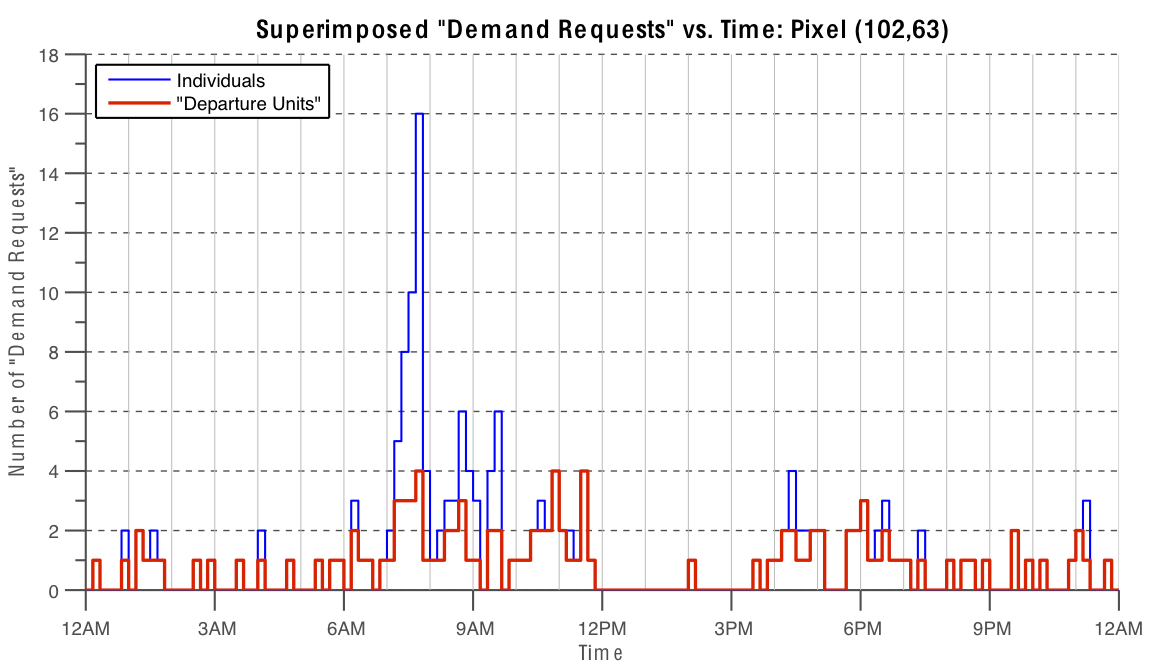 Superimposed "Demand Requests" vs. Time: Pixel (102,63)
Individuals
"Departure Units"
Number of "Demand Requests"
18
16
14
12
10
8
6
4
2
0
12AM 3AM 6AM 9AM 12PM 3PM 6PM 9PM 12AM
Time